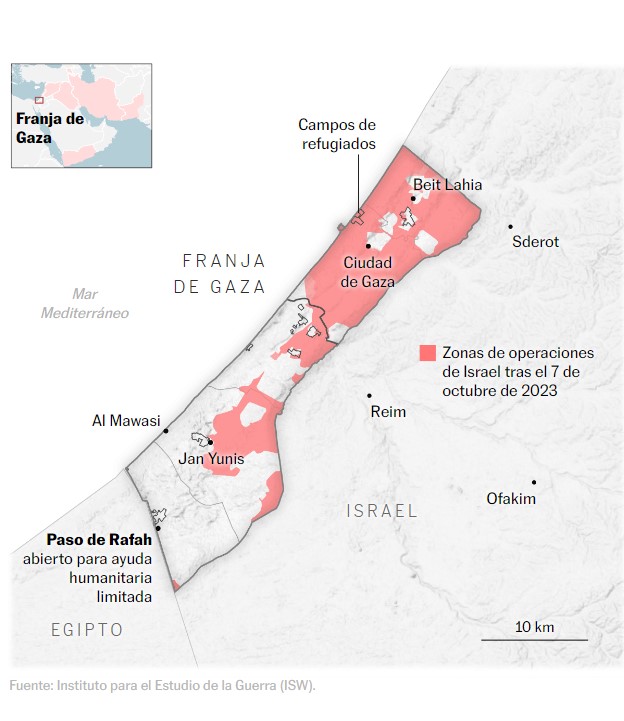 Franja de
Gaza
Campos de
refugiados
Beit Lahia
Sderot
FRANJA
DE GAZA
Ciudad
de Gaza
Mar
Mediterráneo
Zonas de operaciones
de Israel tras el 7 de
octubre de 2023
Reim
Al Mawasi
Jan Yunis
Ofakim
ISRAEL
Paso de Rafah
abierto para ayuda
humanitaria
limitada
EGIPTO
10 km
Fuente: Instituto para el Estudio de la Guerra (ISW).